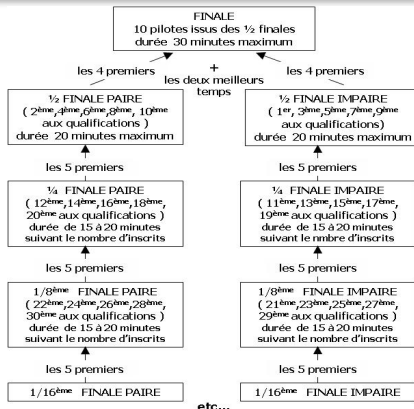 FINALE
10 pilotes issus des ½ finales
durée 30 minutes maximum
les 4 premiers
+
les deux meilleurs
temps
les 4 premiers
½ FINALE PAIRE
( 2ème,4ème,6ème,8ème, 10ème
aux qualifications )
durée 20 minutes maximum
½ FINALE IMPAIRE
( 1er, 3ème,5ème,7ème,9ème
aux qualifications)
durée 20 minutes maximum
les 5 premiers
les 5 premiers
¼ FINALE PAIRE
( 12ème,14ème,16ème,18ème,
20ème aux qualifications )
durée de 15 à 20 minutes
suivant le nombre d'inscrits
¼ FINALE IMPAIRE
( 11ème,13ème,15ème,17ème,
19ème aux qualifications )
durée de 15 à 20 minutes
suivant le nmbre d'inscrits
les 5 premiers
les 5 premiers
1/8ème FINALE PAIRE
(22ème,24ème,26ème,28ème,
30ème aux qualifications )
durée de 15 à 20 minutes
suivant le nombre d'inscrits
1/8ème FINALE IMPAIRE
(21ème,23ème,25ème,27ème,
29ème aux qualifications )
durée de 15 à 20 minutes
suivant le nombre d'inscrits
les 5 premiers
les 5 premiers
1/16ème FINALE PAIRE
1/16ème FINALE IMPAIRE
etc...